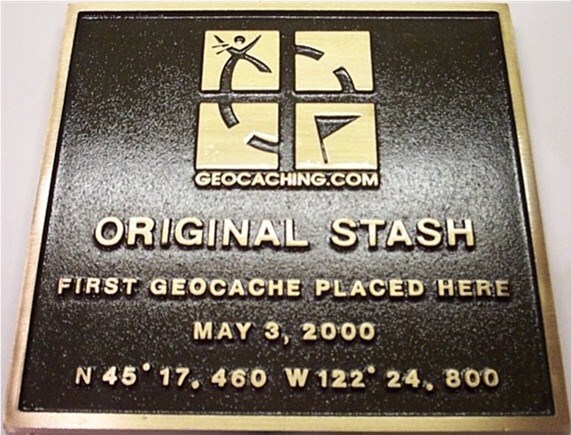 GEOCACHING.COM
ORIGINAL STASH
FIRST GEOCACHE PLACED HERE
MAY 3, 2000
N 45° 17, 460 W 122° 24, 800